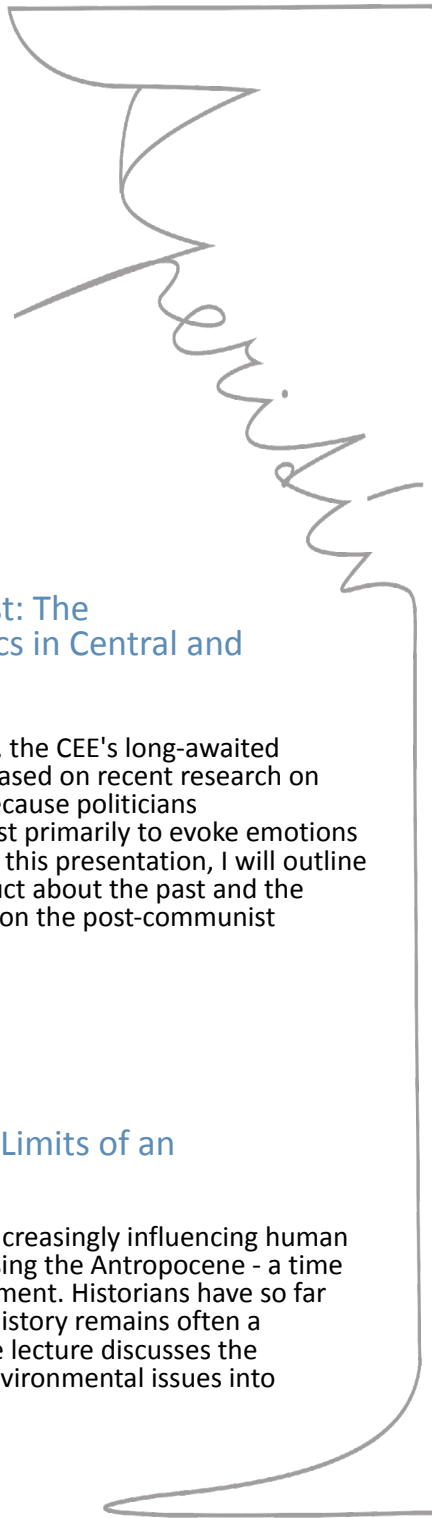 st: The
cs in Central and
, the CEE's long-awaited
ased on recent research on
ecause politicians
st primarily to evoke emotions
this presentation, I will outline
uct about the past and the
on the post-communist
Limits of an
creasingly influencing human
sing the Antropocene - a time
ment. Historians have so far
istory remains often a
e lecture discusses the
vironmental issues into